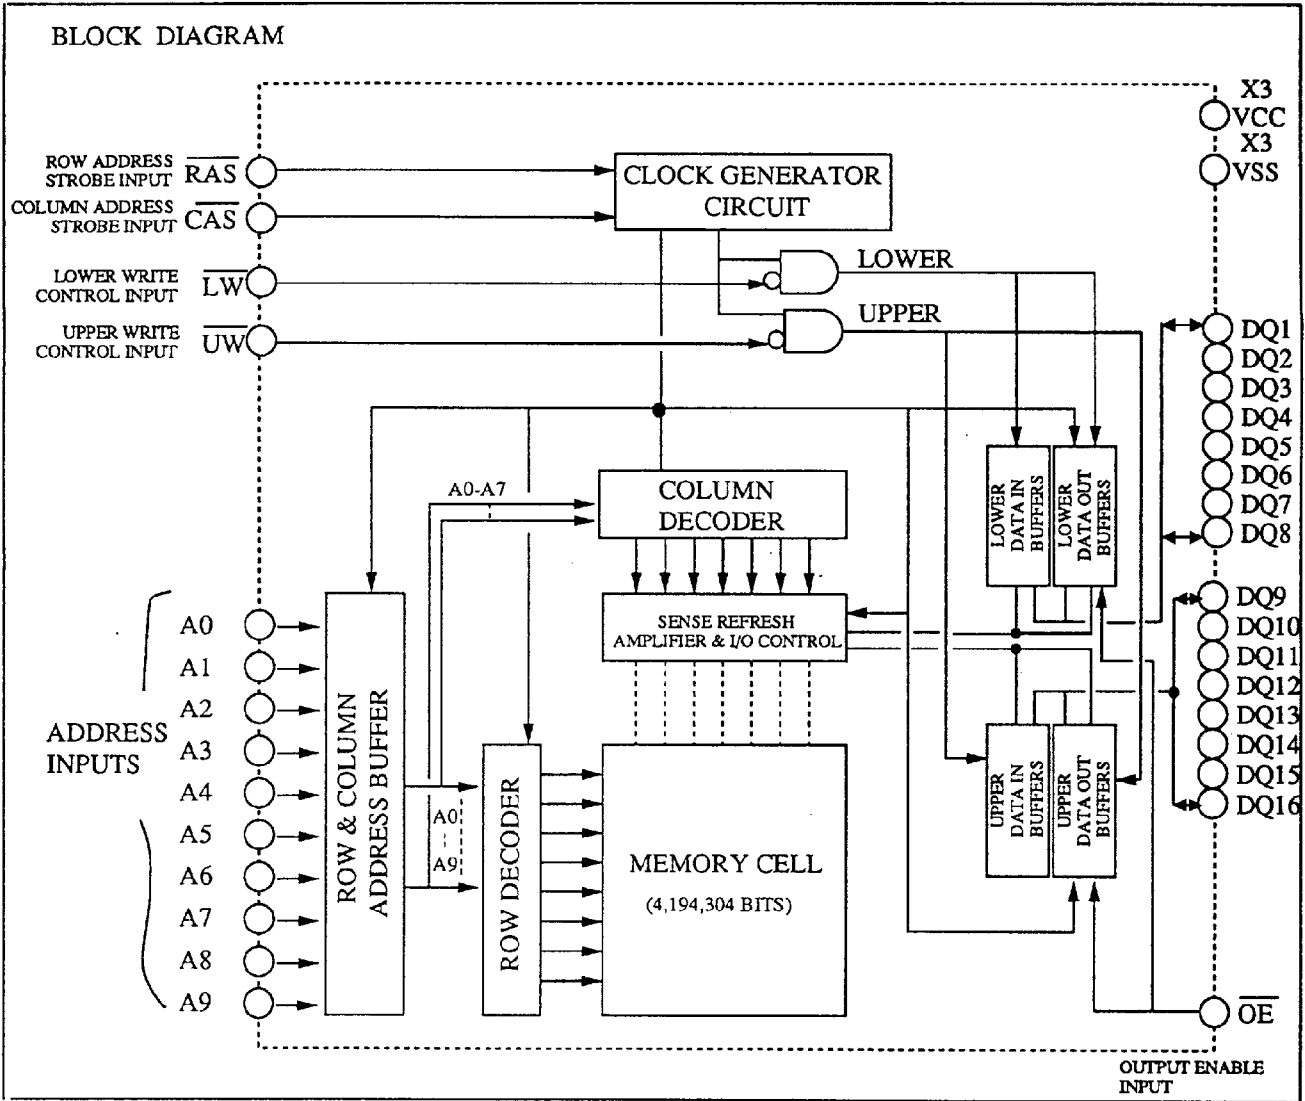 BLOCK DIAGRAM
X3
VCC
X3
VSS
ROW ADDRESS
STROBE INPUT
RAS
COLUMN ADDRESS
STROBE INPUT
CAS
CLOCK GENERATOR
CIRCUIT
LOWER WRITE
CONTROL INPUT
LW
LOWER
UPPER WRITE
CONTROL INPUT
UW
UPPER
DQ1
DQ2
DQ3
DQ4
DQ5
DQ6
DQ7
DQ8
DQ9
DQ10
DQ11
DQ12
DQ13
DQ14
DQ15
DQ16
A0-A7
COLUMN
DECODER
LOWER
DATA IN
BUFFERS
LOWER
DATA OUT
BUFFERS
SENSE REFRESH
AMPLIFIER & I/O CONTROL
A0
A1
A2
A3
A4
A5
A6
A7
A8
A9
ADDRESS
INPUTS
ROW & COLUMN
ADDRESS BUFFER
A0
A9
ROW DECODER
MEMORY CELL
(4,194,304 BITS)
UPPER
DATA IN
BUFFERS
UPPER
DATA OUT
BUFFERS
OE
OUTPUT ENABLE
INPUT